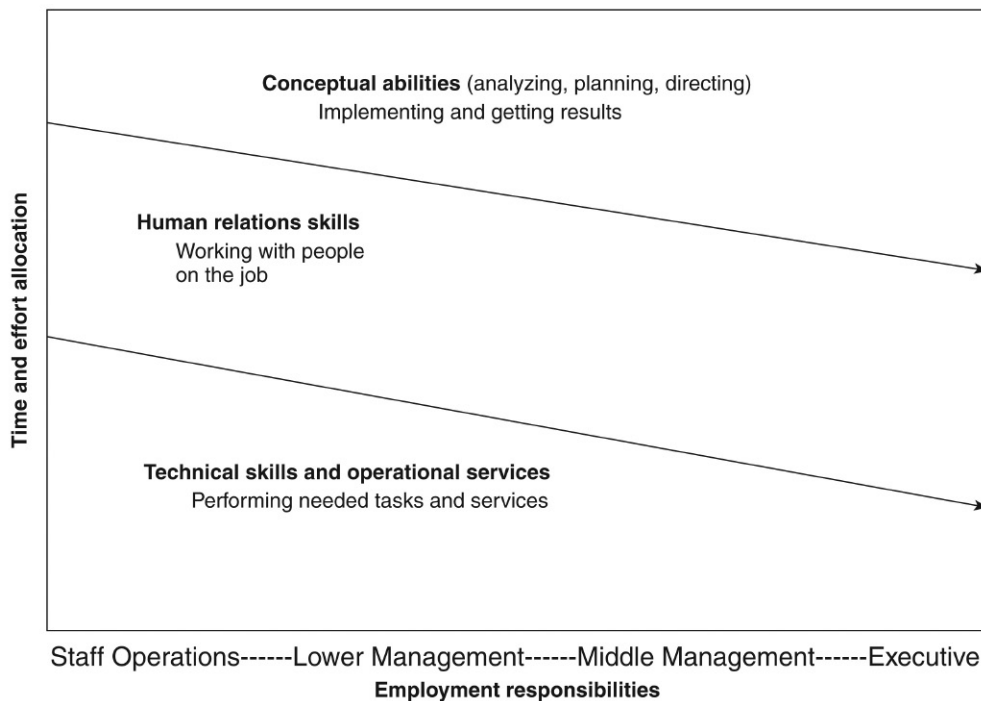 Conceptual abilities (analyzing, planning, directing)
Implementing and getting results
Human relations skills
Working with people
on the job
Time and effort allocation
Technical skills and operational services
Performing needed tasks and services
Staff Operations------Lower Management------Middle Management------Executive
Employment responsibilities